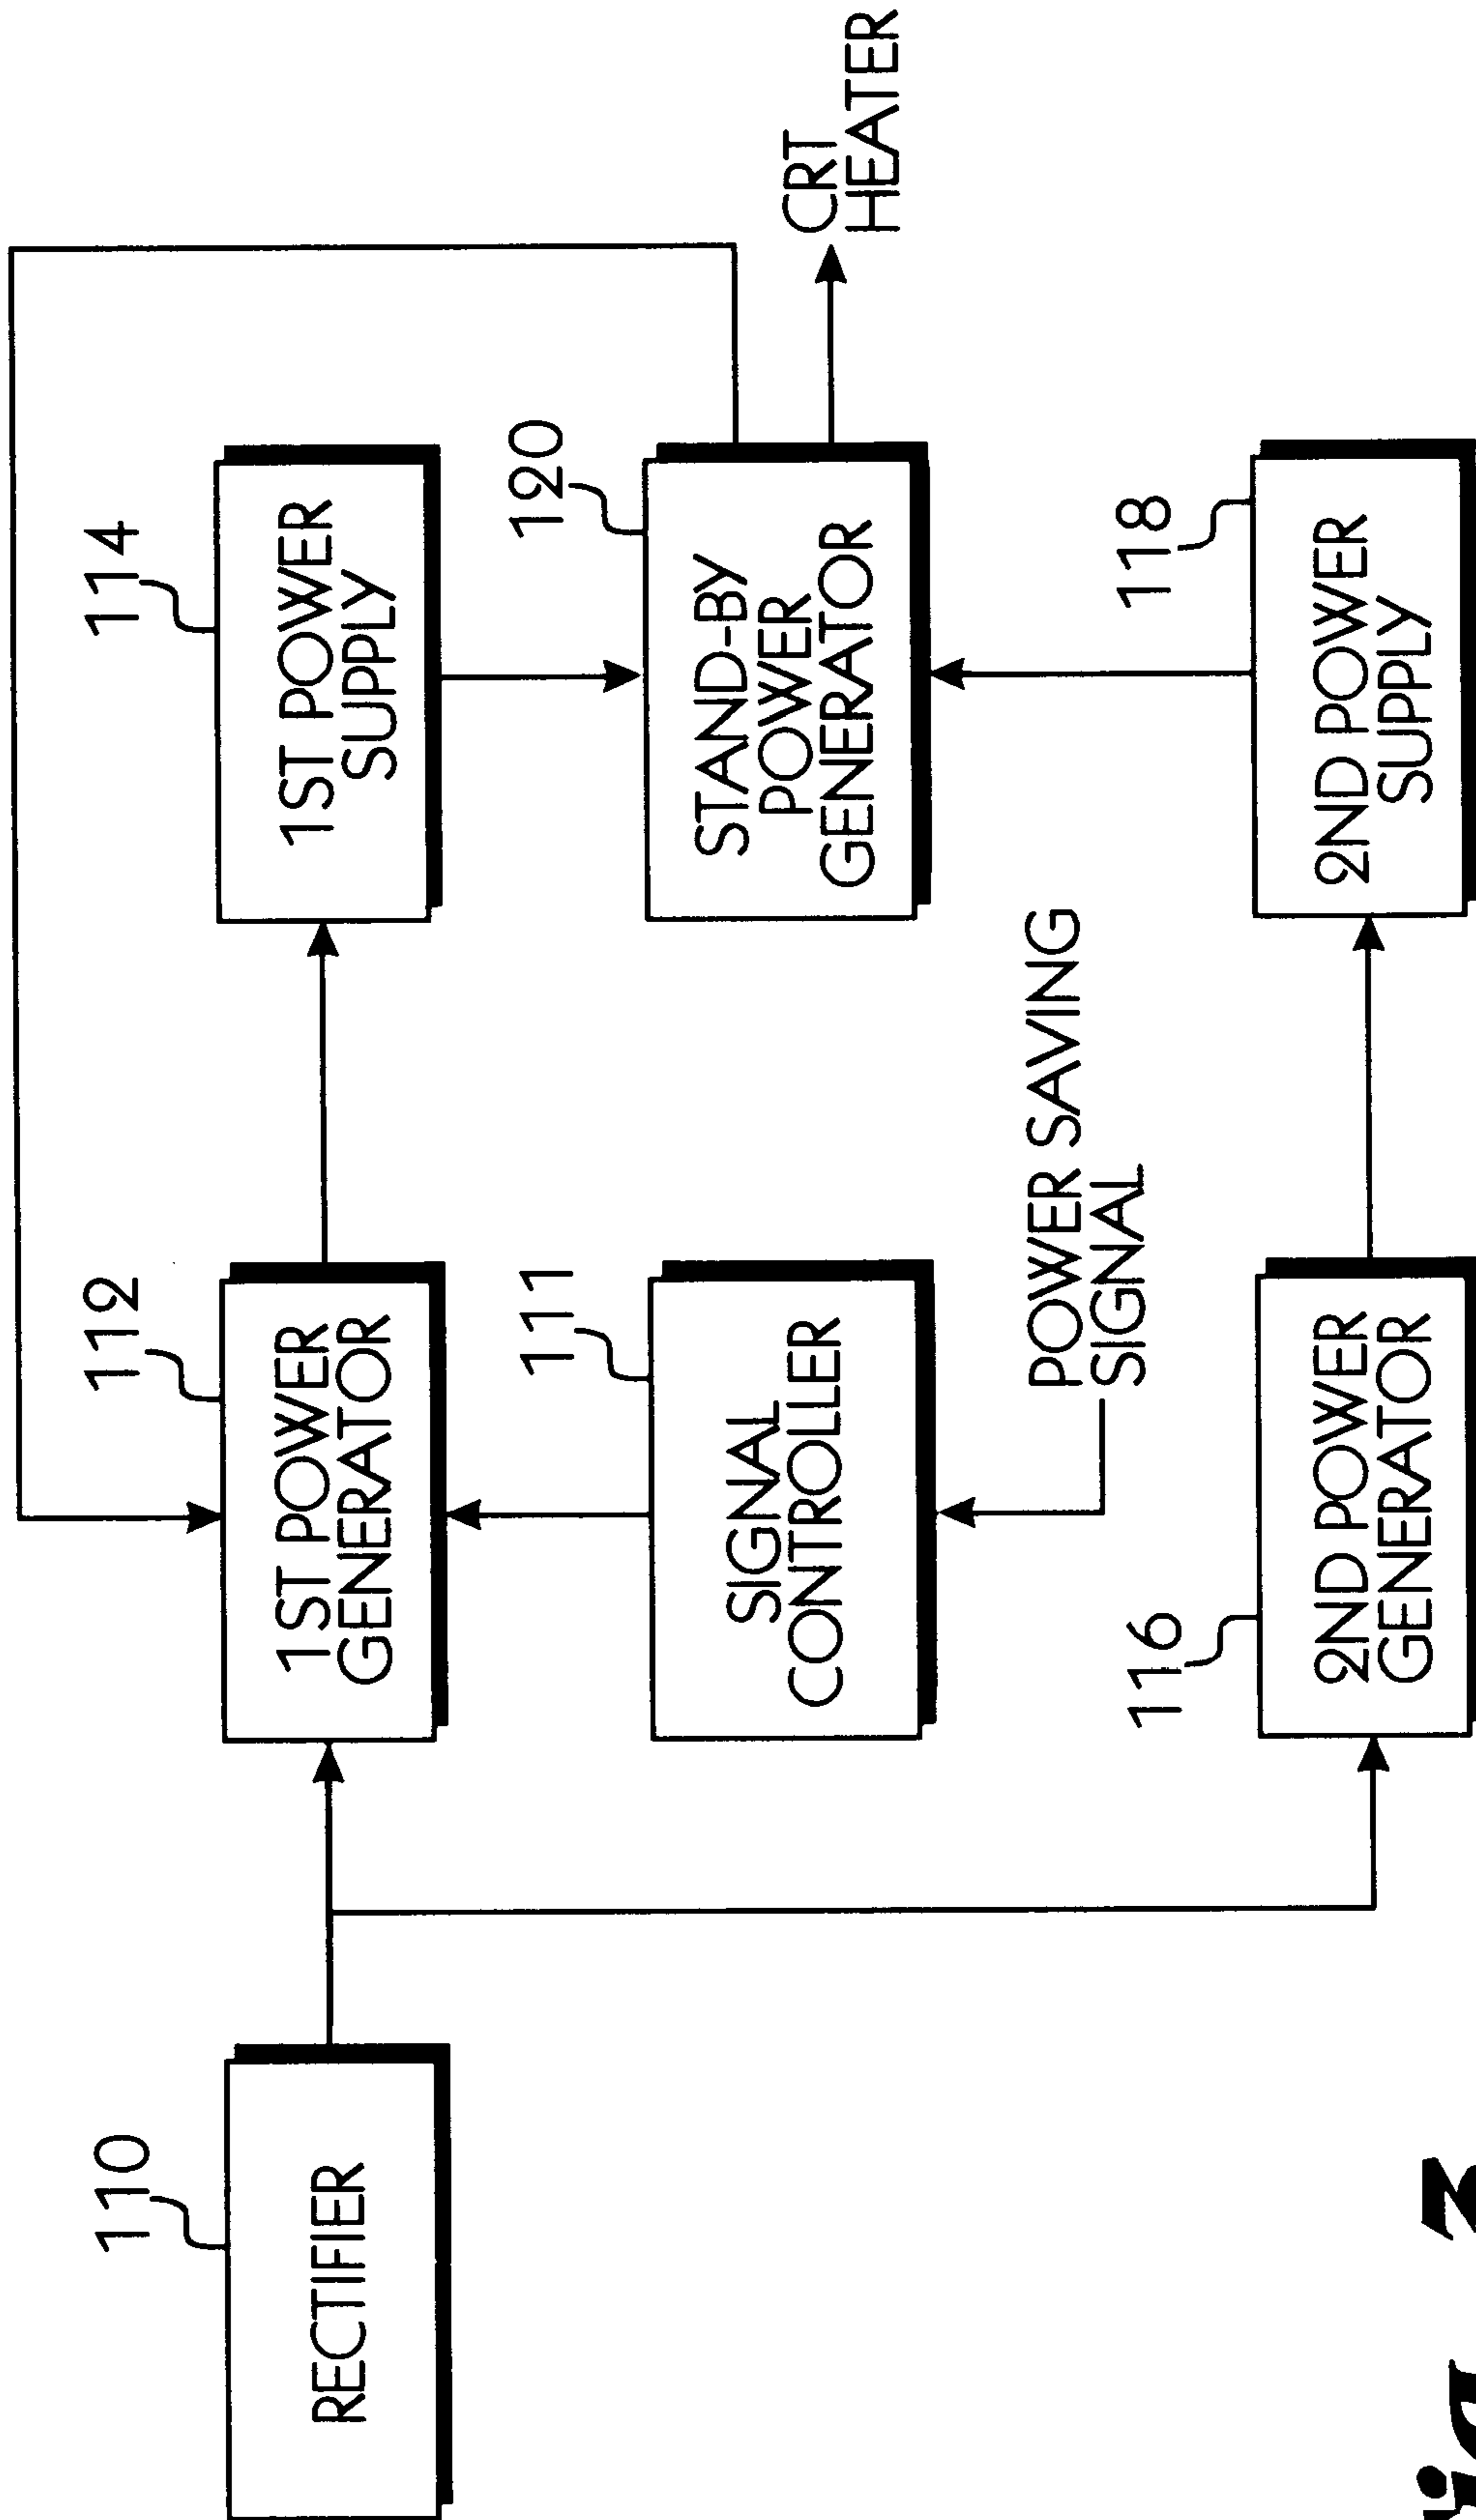 110
RECTIFIER
112
1ST POWER
GENERATOR
114
1ST POWER
SUPPLY
111
SIGNAL
CONTROLLER
120
STAND-BY
POWER
GENERATOR
CRT
HEATER
POWER SAVING
SIGNAL
116
2ND POWER
GENERATOR
118
2ND POWER
SUPPLY